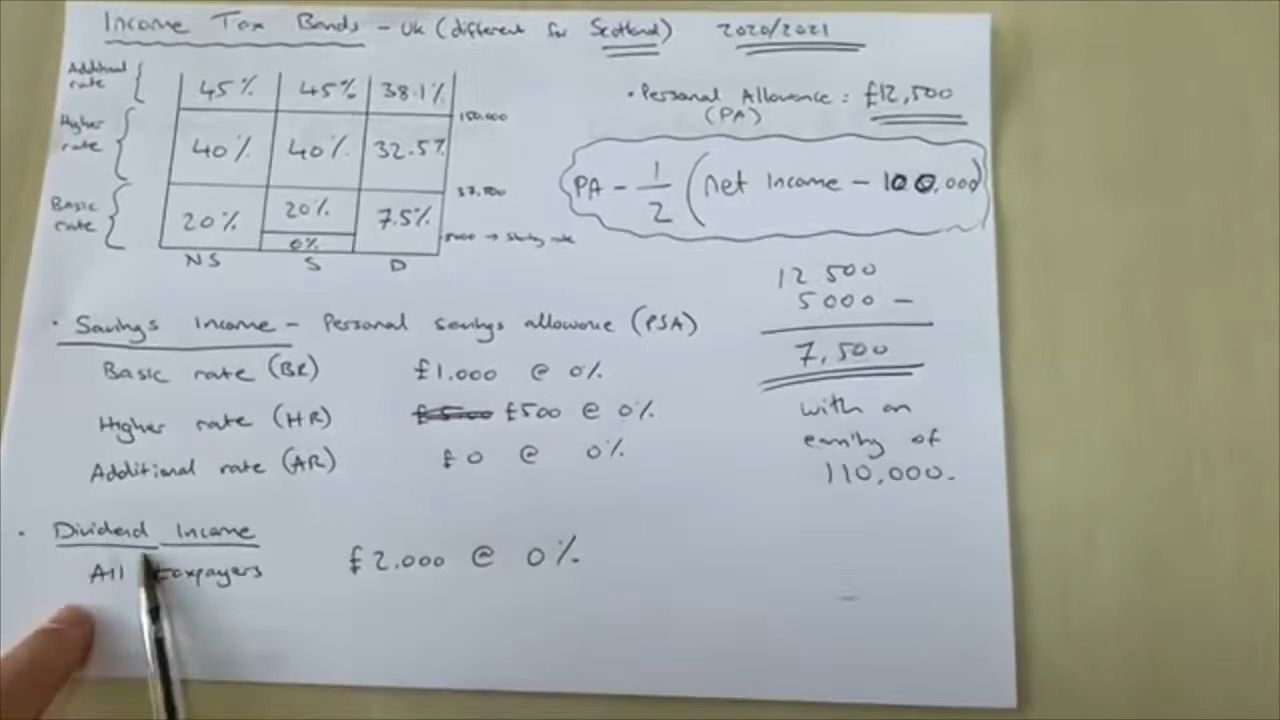 Income Tax Bands - UK (different for Scotland) 2020/2021
Additional rate
45% 45% 38.1%
150.000
Higher rate
40% 40% 32.5%
37,500
Basic rate
20% 20% 7.5%
0%
5000 → Starting rate
NS S D
• Personal Allowance : £12,500
(PA)
PA - 1/2 (net income - 100,000)
12 500
5000 -
7,500
with an
earning of
110,000.
• Savings Income - Personal savings allowance (PSA)
Basic rate (BR) £1.000 @ 0%
Higher rate (HR) £500 @ 0%
Additional rate (AR) £0 @ 0%
• Dividend Income
All taxpayers £2.000 @ 0%